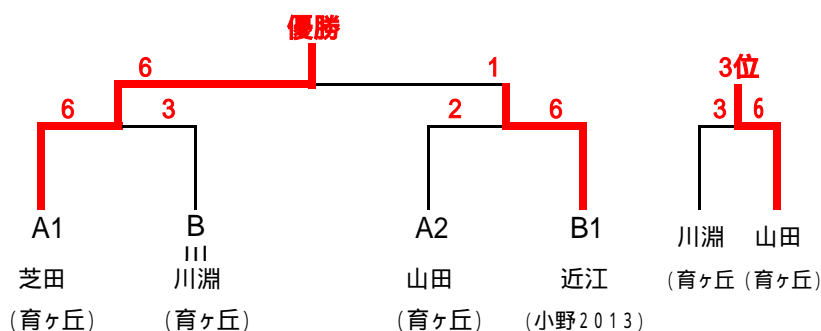 優勝
6 1 3位
6 3 2 6 3 6
A1 B A2 B1
川淵 山田
芝田 川淵 山田 近江
(育ヶ丘) (育ヶ丘)
(育ヶ丘) (育ヶ丘) (育ヶ丘) (小野2013)